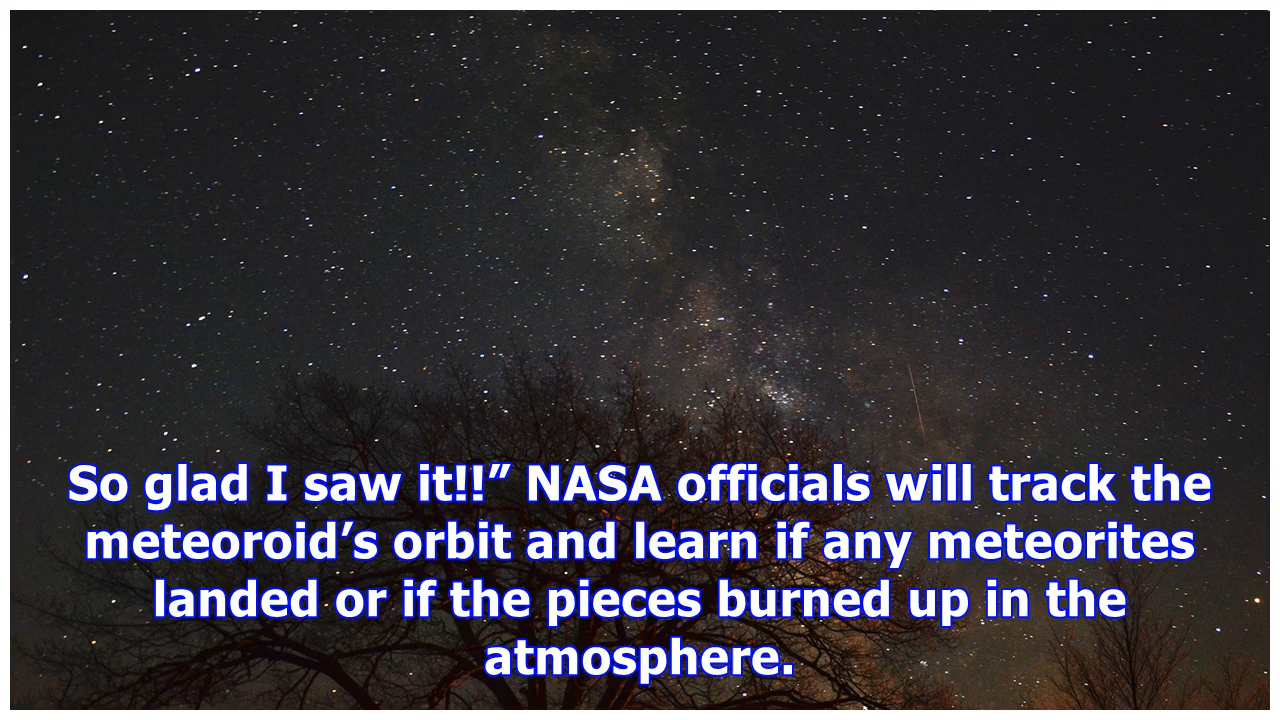 So glad I saw it!!” NASA officials will track the
meteoroid’s orbit and learn if any meteorites
landed or if the pieces burned up in the
atmosphere.